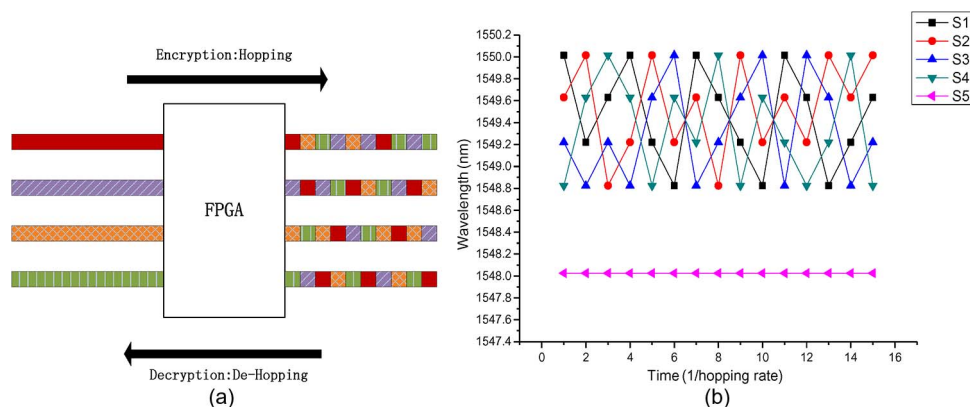 Encryption:Hopping
FPGA
Decryption:De-Hopping
(a)
1550.2
1550.0
1549.8
1549.6
1549.4
1549.2
1549.0
1548.8
1548.6
1548.4
1548.2
1548.0
1547.8
1547.6
1547.4
Wavelength (nm)
0 2 4 6 8 10 12 14 16
Time (1/hopping rate)
(b)
S1
S2
S3
S4
S5